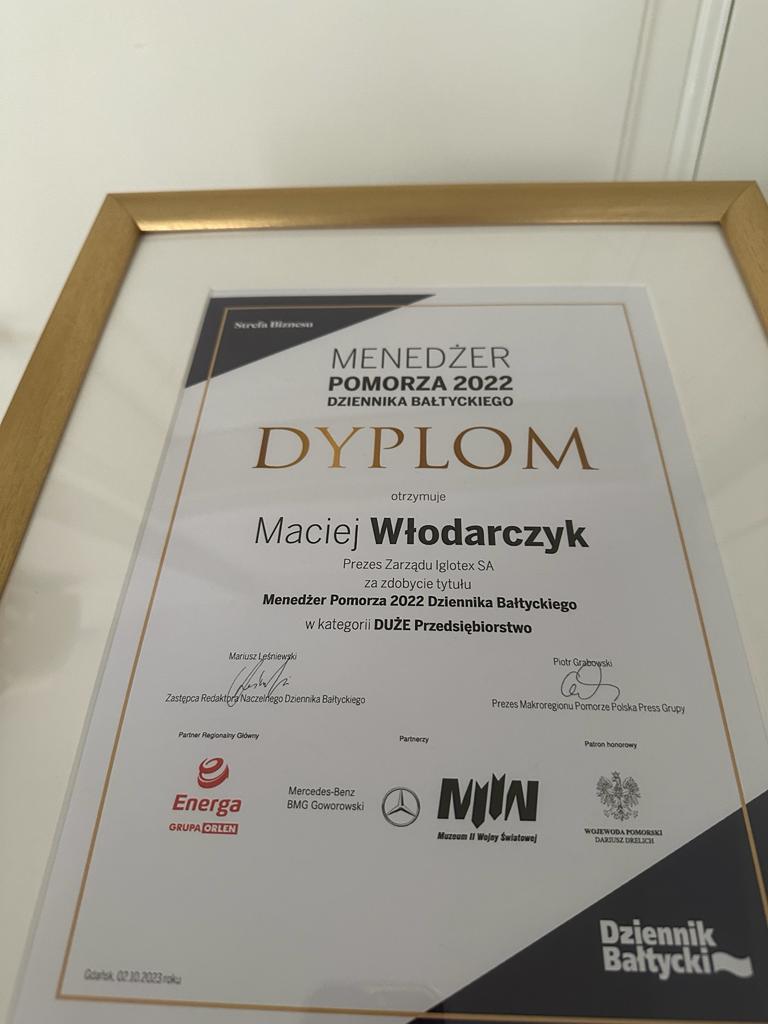 Strefa Biznesu
MENEDŻER
POMORZA 2022
DZIENNIKA BAŁTYCKIEGO
DYPLOM
otrzymuje
Maciej Włodarczyk
Prezes Zarządu Iglotex SA
za zdobycie tytułu
Menedżer Pomorza 2022 Dziennika Bałtyckiego
w kategorii DUŻE Przedsiębiorstwo
Mariusz Leśniewski
Zastępca Redaktora Naczelnego Dziennika Bałtyckiego
Piotr Grabowski
Prezes Makroregionu Pomorze Polska Press Grupy
Partner Regionalny Główny
Energa
GRUPA ORLEN
Partnerzy
Mercedes-Benz
BMG Goworowski
Muzeum II Wojny Światowej
Patron honorowy
WOJEWODA POMORSKI
DARIUSZ DRELICH
Dziennik
Bałtycki
Gdańsk, 02.10.2023 roku